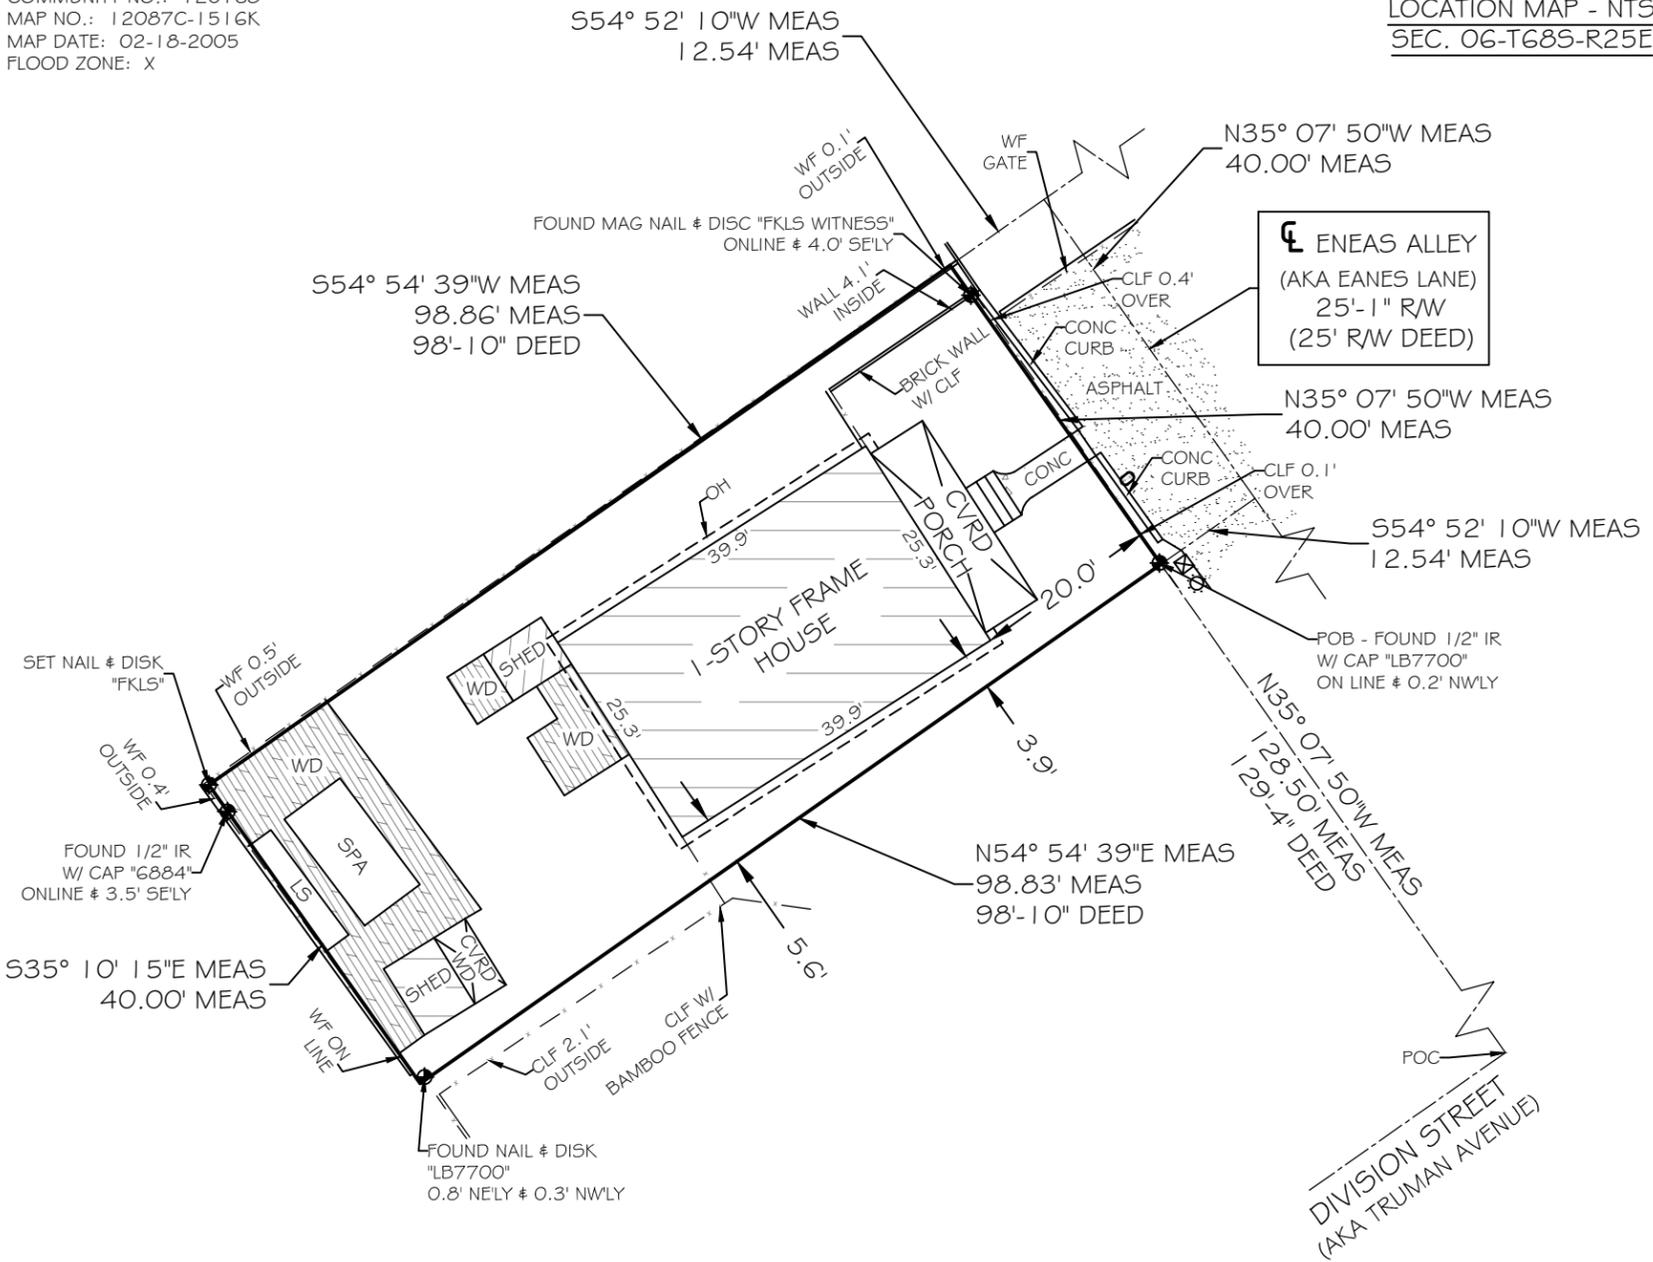 MAP NO.: 12087C-1516K
MAP DATE: 02-18-2005
FLOOD ZONE: X
LOCATION MAP - NTS
SEC. 06-T68S-R25E
S54° 52' 10"W MEAS
12.54' MEAS
WF 0.1'
OUTSIDE
WF
GATE
N35° 07' 50"W MEAS
40.00' MEAS
FOUND MAG NAIL & DISC "FKLS WITNESS"
ONLINE & 4.0' SE'LY
CL ENEAS ALLEY
(AKA EANES LANE)
25'-1" R/W
(25' R/W DEED)
S54° 54' 39"W MEAS
98.86' MEAS
98'-10" DEED
WALL 4.1'
INSIDE
CLF 0.4'
OVER
CONC
CURB
BRICK WALL
W/ CLF
ASPHALT
N35° 07' 50"W MEAS
40.00' MEAS
CONC
CONC
CURB
CLF 0.1'
OVER
OH
39.9'
CVRD
PORCH
25.3'
S54° 52' 10"W MEAS
12.54' MEAS
1-STORY FRAME
HOUSE
20.0'
POB - FOUND 1/2" IR
W/ CAP "LB7700"
ON LINE & 0.2' NW'LY
SET NAIL & DISK
"FKLS"
WF 0.5'
OUTSIDE
SHED
WD
WD
25.3'
39.9'
3.9'
N35° 07' 50"W MEAS
128.50' MEAS
129'-4" DEED
WF 0.4'
OUTSIDE
WD
SPA
LS
FOUND 1/2" IR
W/ CAP "6884"
ONLINE & 3.5' SE'LY
N54° 54' 39"E MEAS
98.83' MEAS
98'-10" DEED
5.6'
S35° 10' 15"E MEAS
40.00' MEAS
SHED
CVRD
WD
WF ON
LINE
CLF 2.1'
OUTSIDE
CLF W/
BAMBOO FENCE
POC
FOUND NAIL & DISK
"LB7700"
0.8' NE'LY & 0.3' NW'LY
DIVISION STREET
(AKA TRUMAN AVENUE)